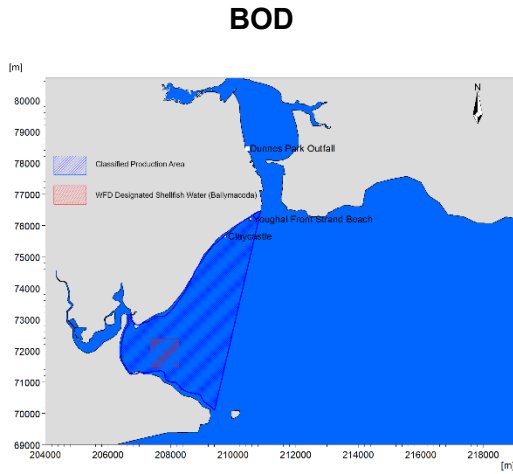 BOD
[m]
80000
79000
78000
77000
76000
75000
74000
73000
72000
71000
70000
69000
N
Dunnes Park Outfall
Classified Production Area
WFD Designated Shellfish Water (Ballymacoda)
Youghal Front Strand Beach
Claycastle
204000 206000 208000 210000 212000 214000 216000 218000
[m]